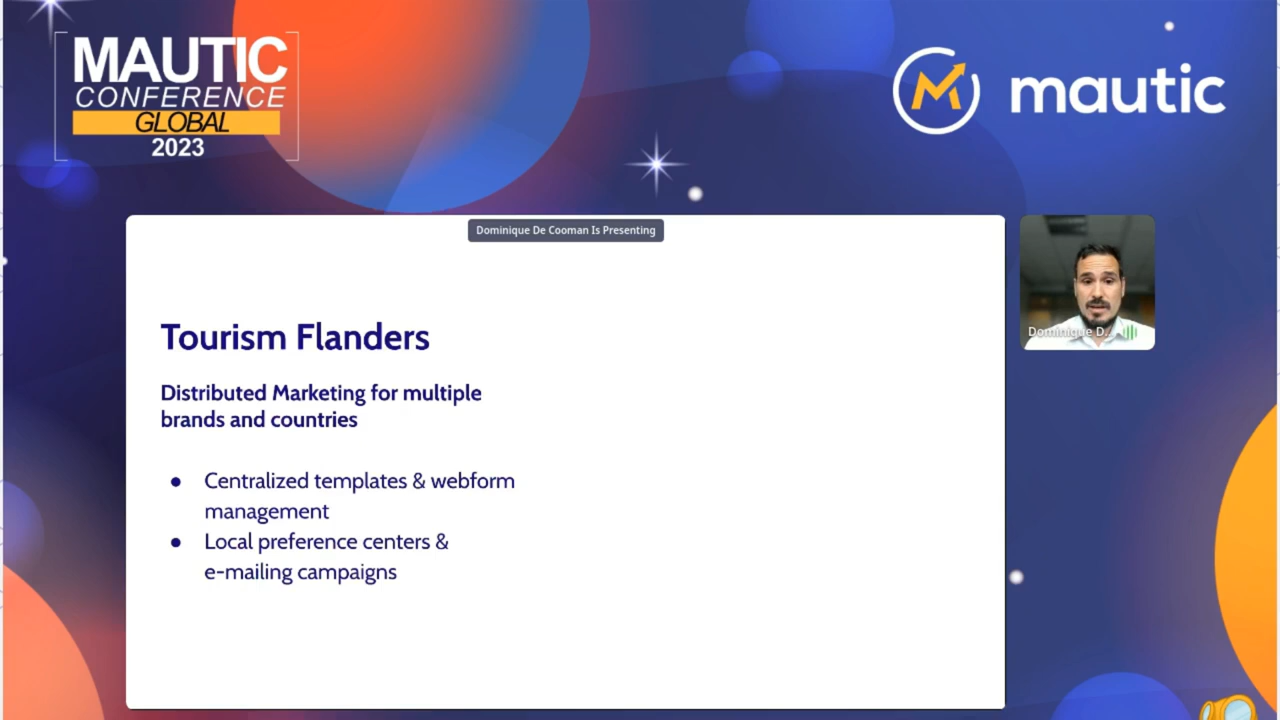 MAUTIC
CONFERENCE
GLOBAL
2023
mautic
Dominique De Cooman Is Presenting
Tourism Flanders
Distributed Marketing for multiple
brands and countries
● Centralized templates & webform
management
● Local preference centers &
e-mailing campaigns
Dominique D...